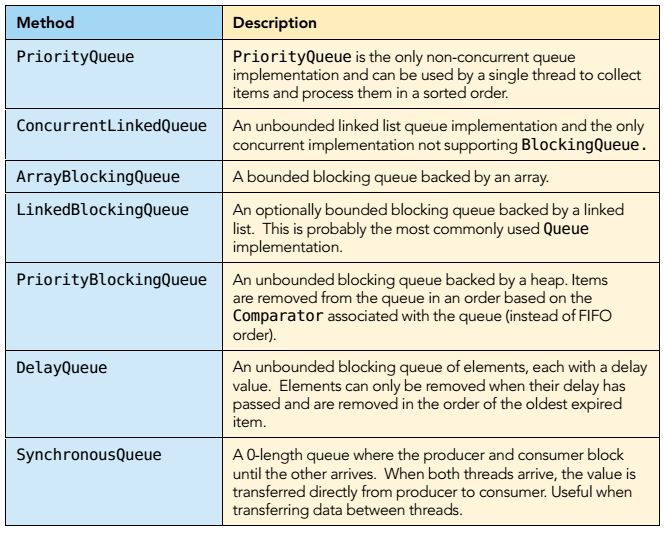 Method Description
PriorityQueue PriorityQueue is the only non-concurrent queue
implementation and can be used by a single thread to collect
items and process them in a sorted order.
ConcurrentLinkedQueue An unbounded linked list queue implementation and the only
concurrent implementation not supporting BlockingQueue.
ArrayBlockingQueue A bounded blocking queue backed by an array.
LinkedBlockingQueue An optionally bounded blocking queue backed by a linked
list. This is probably the most commonly used Queue
implementation.
PriorityBlockingQueue An unbounded blocking queue backed by a heap. Items
are removed from the queue in an order based on the
Comparator associated with the queue (instead of FIFO
order).
DelayQueue An unbounded blocking queue of elements, each with a delay
value. Elements can only be removed when their delay has
passed and are removed in the order of the oldest expired
item.
SynchronousQueue A 0-length queue where the producer and consumer block
until the other arrives. When both threads arrive, the value is
transferred directly from producer to consumer. Useful when
transferring data between threads.